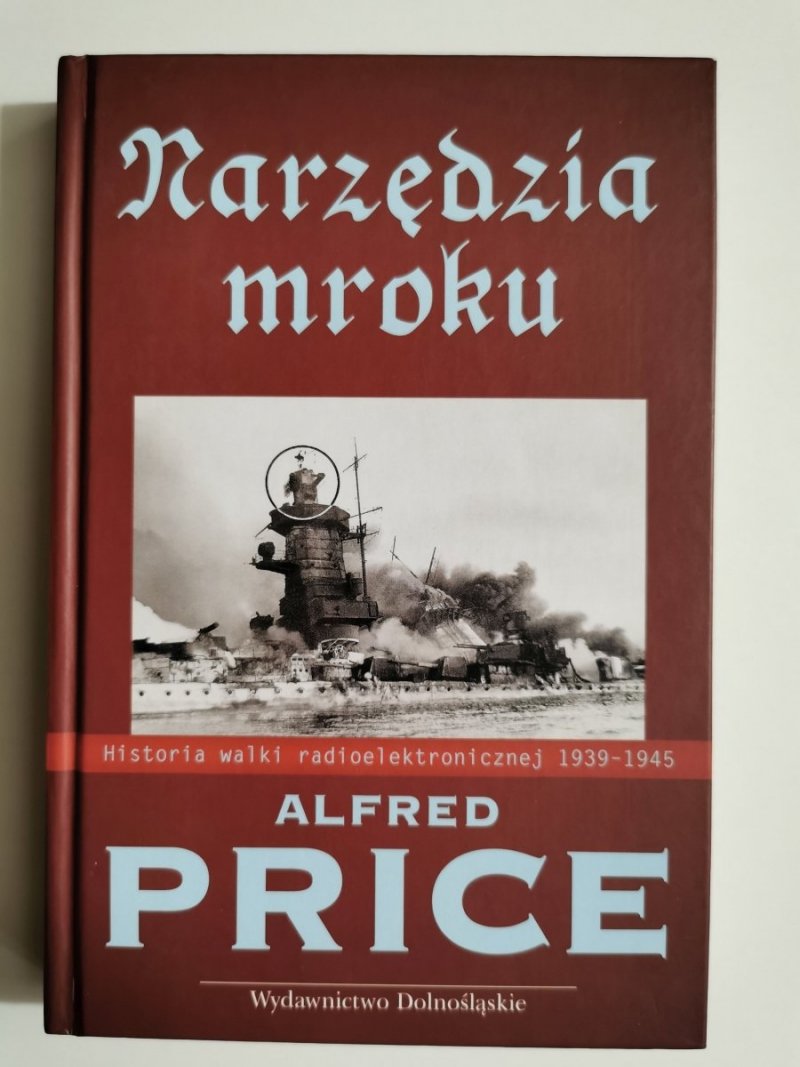 Narzędzia
mroku
Historia walki radioelektronicznej 1939-1945
ALFRED
PRICE
Wydawnictwo Dolnośląskie